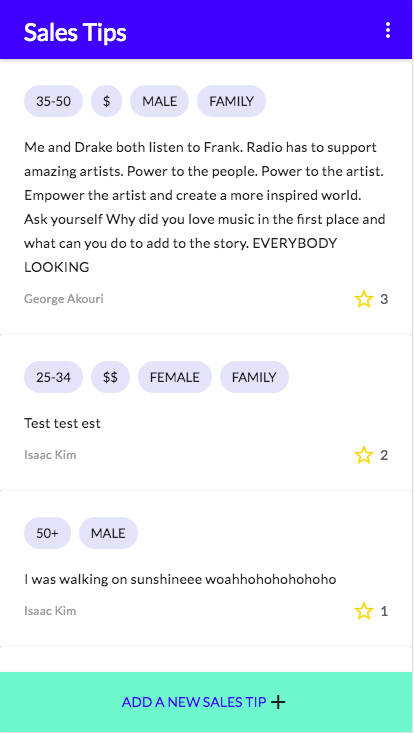 Sales Tips
35-50 $ MALE FAMILY
Me and Drake both listen to Frank. Radio has to support
amazing artists. Power to the people. Power to the artist.
Empower the artist and create a more inspired world.
Ask yourself Why did you love music in the first place and
what can you do to add to the story. EVERYBODY
LOOKING
George Akouri 3
25-34 $$ FEMALE FAMILY
Test test est
Isaac Kim 2
50+ MALE
I was walking on sunshineee woahhohohohohoho
Isaac Kim 1
ADD A NEW SALES TIP +